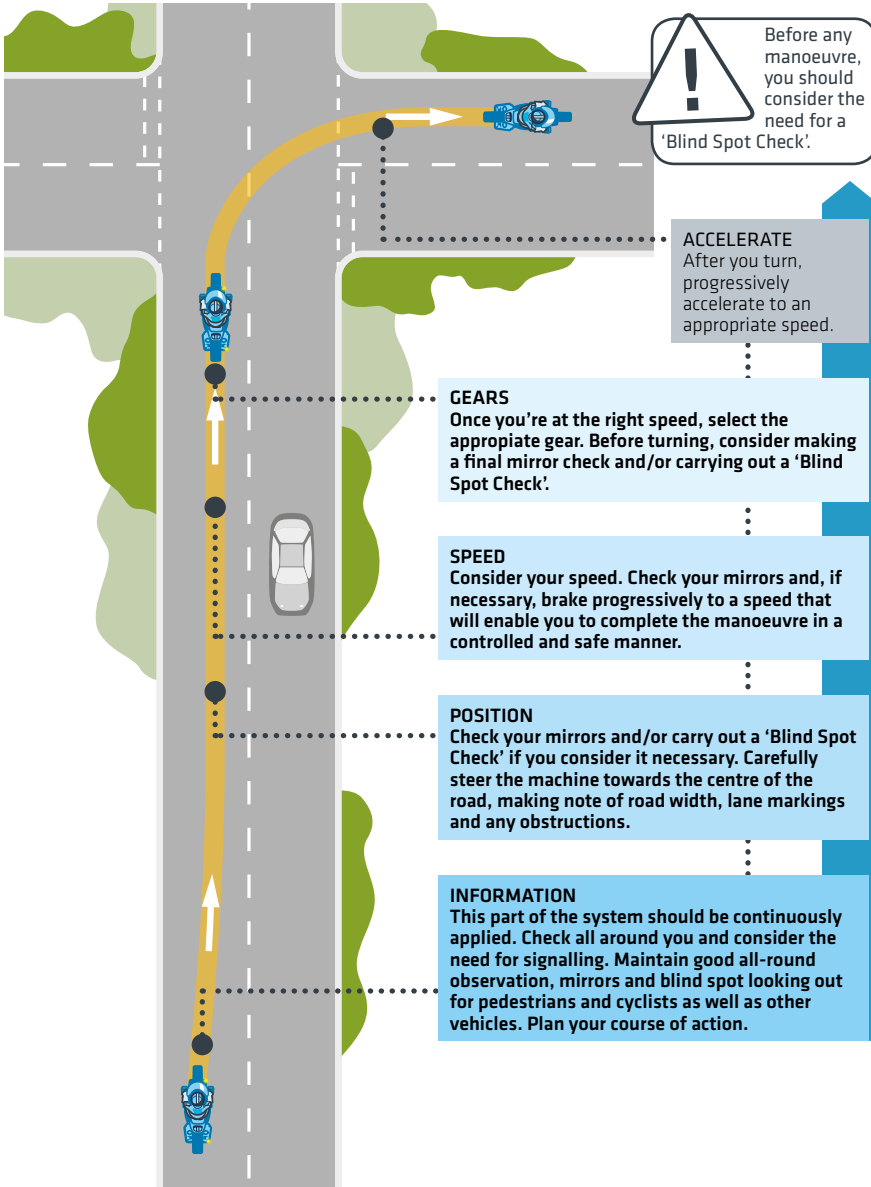 !
Before any
manoeuvre,
you should
consider the
need for a
'Blind Spot Check'.
ACCELERATE
After you turn,
progressively
accelerate to an
appropriate speed.
GEARS
Once you're at the right speed, select the
appropiate gear. Before turning, consider making
a final mirror check and/or carrying out a 'Blind
Spot Check'.
SPEED
Consider your speed. Check your mirrors and, if
necessary, brake progressively to a speed that
will enable you to complete the manoeuvre in a
controlled and safe manner.
POSITION
Check your mirrors and/or carry out a 'Blind Spot
Check' if you consider it necessary. Carefully
steer the machine towards the centre of the
road, making note of road width, lane markings
and any obstructions.
INFORMATION
This part of the system should be continuously
applied. Check all around you and consider the
need for signalling. Maintain good all-round
observation, mirrors and blind spot looking out
for pedestrians and cyclists as well as other
vehicles. Plan your course of action.